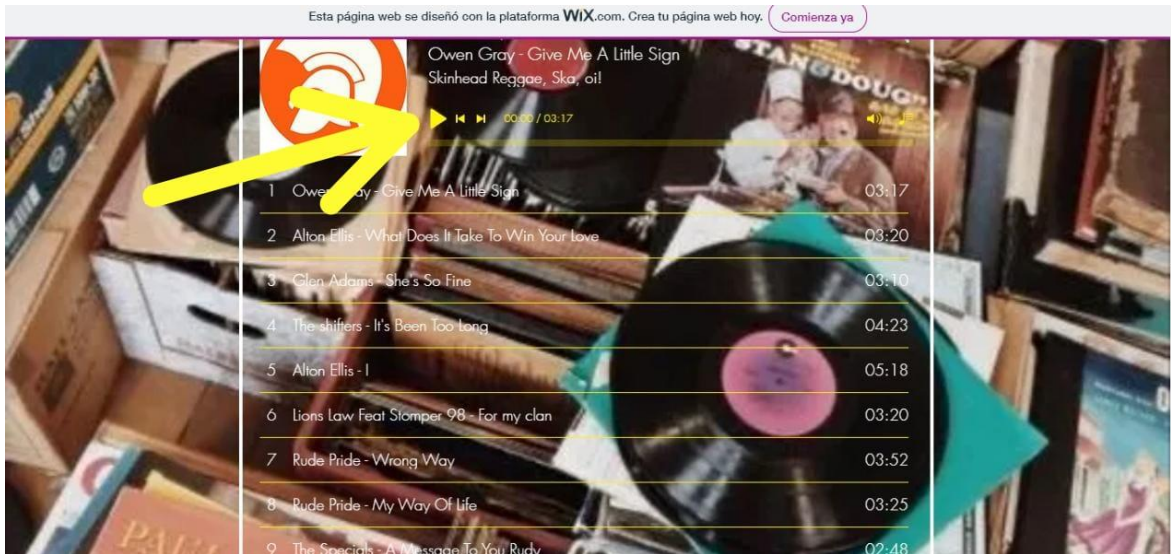 Esta página web se diseñó con la plataforma WiX.com. Crea tu página web hoy. Comienza ya
Owen Gray - Give Me A Little Sign
Skinhead Reggae, Ska, oi!
00:00 / 03:17
STAN & DOUG
1 Owen Gray - Give Me A Little Sign 03:17
2 Alton Ellis - What Does It Take To Win Your Love 03:20
3 Glen Adams - She's So Fine 03:10
4 The shifters - It's Been Too Long 04:23
5 Alton Ellis - I 05:18
6 Lions Law Feat Stomper 98 - For my clan 03:20
7 Rude Pride - Wrong Way 03:52
8 Rude Pride - My Way Of Life 03:25
9 The Specials - A Message To You Rudy 02:48